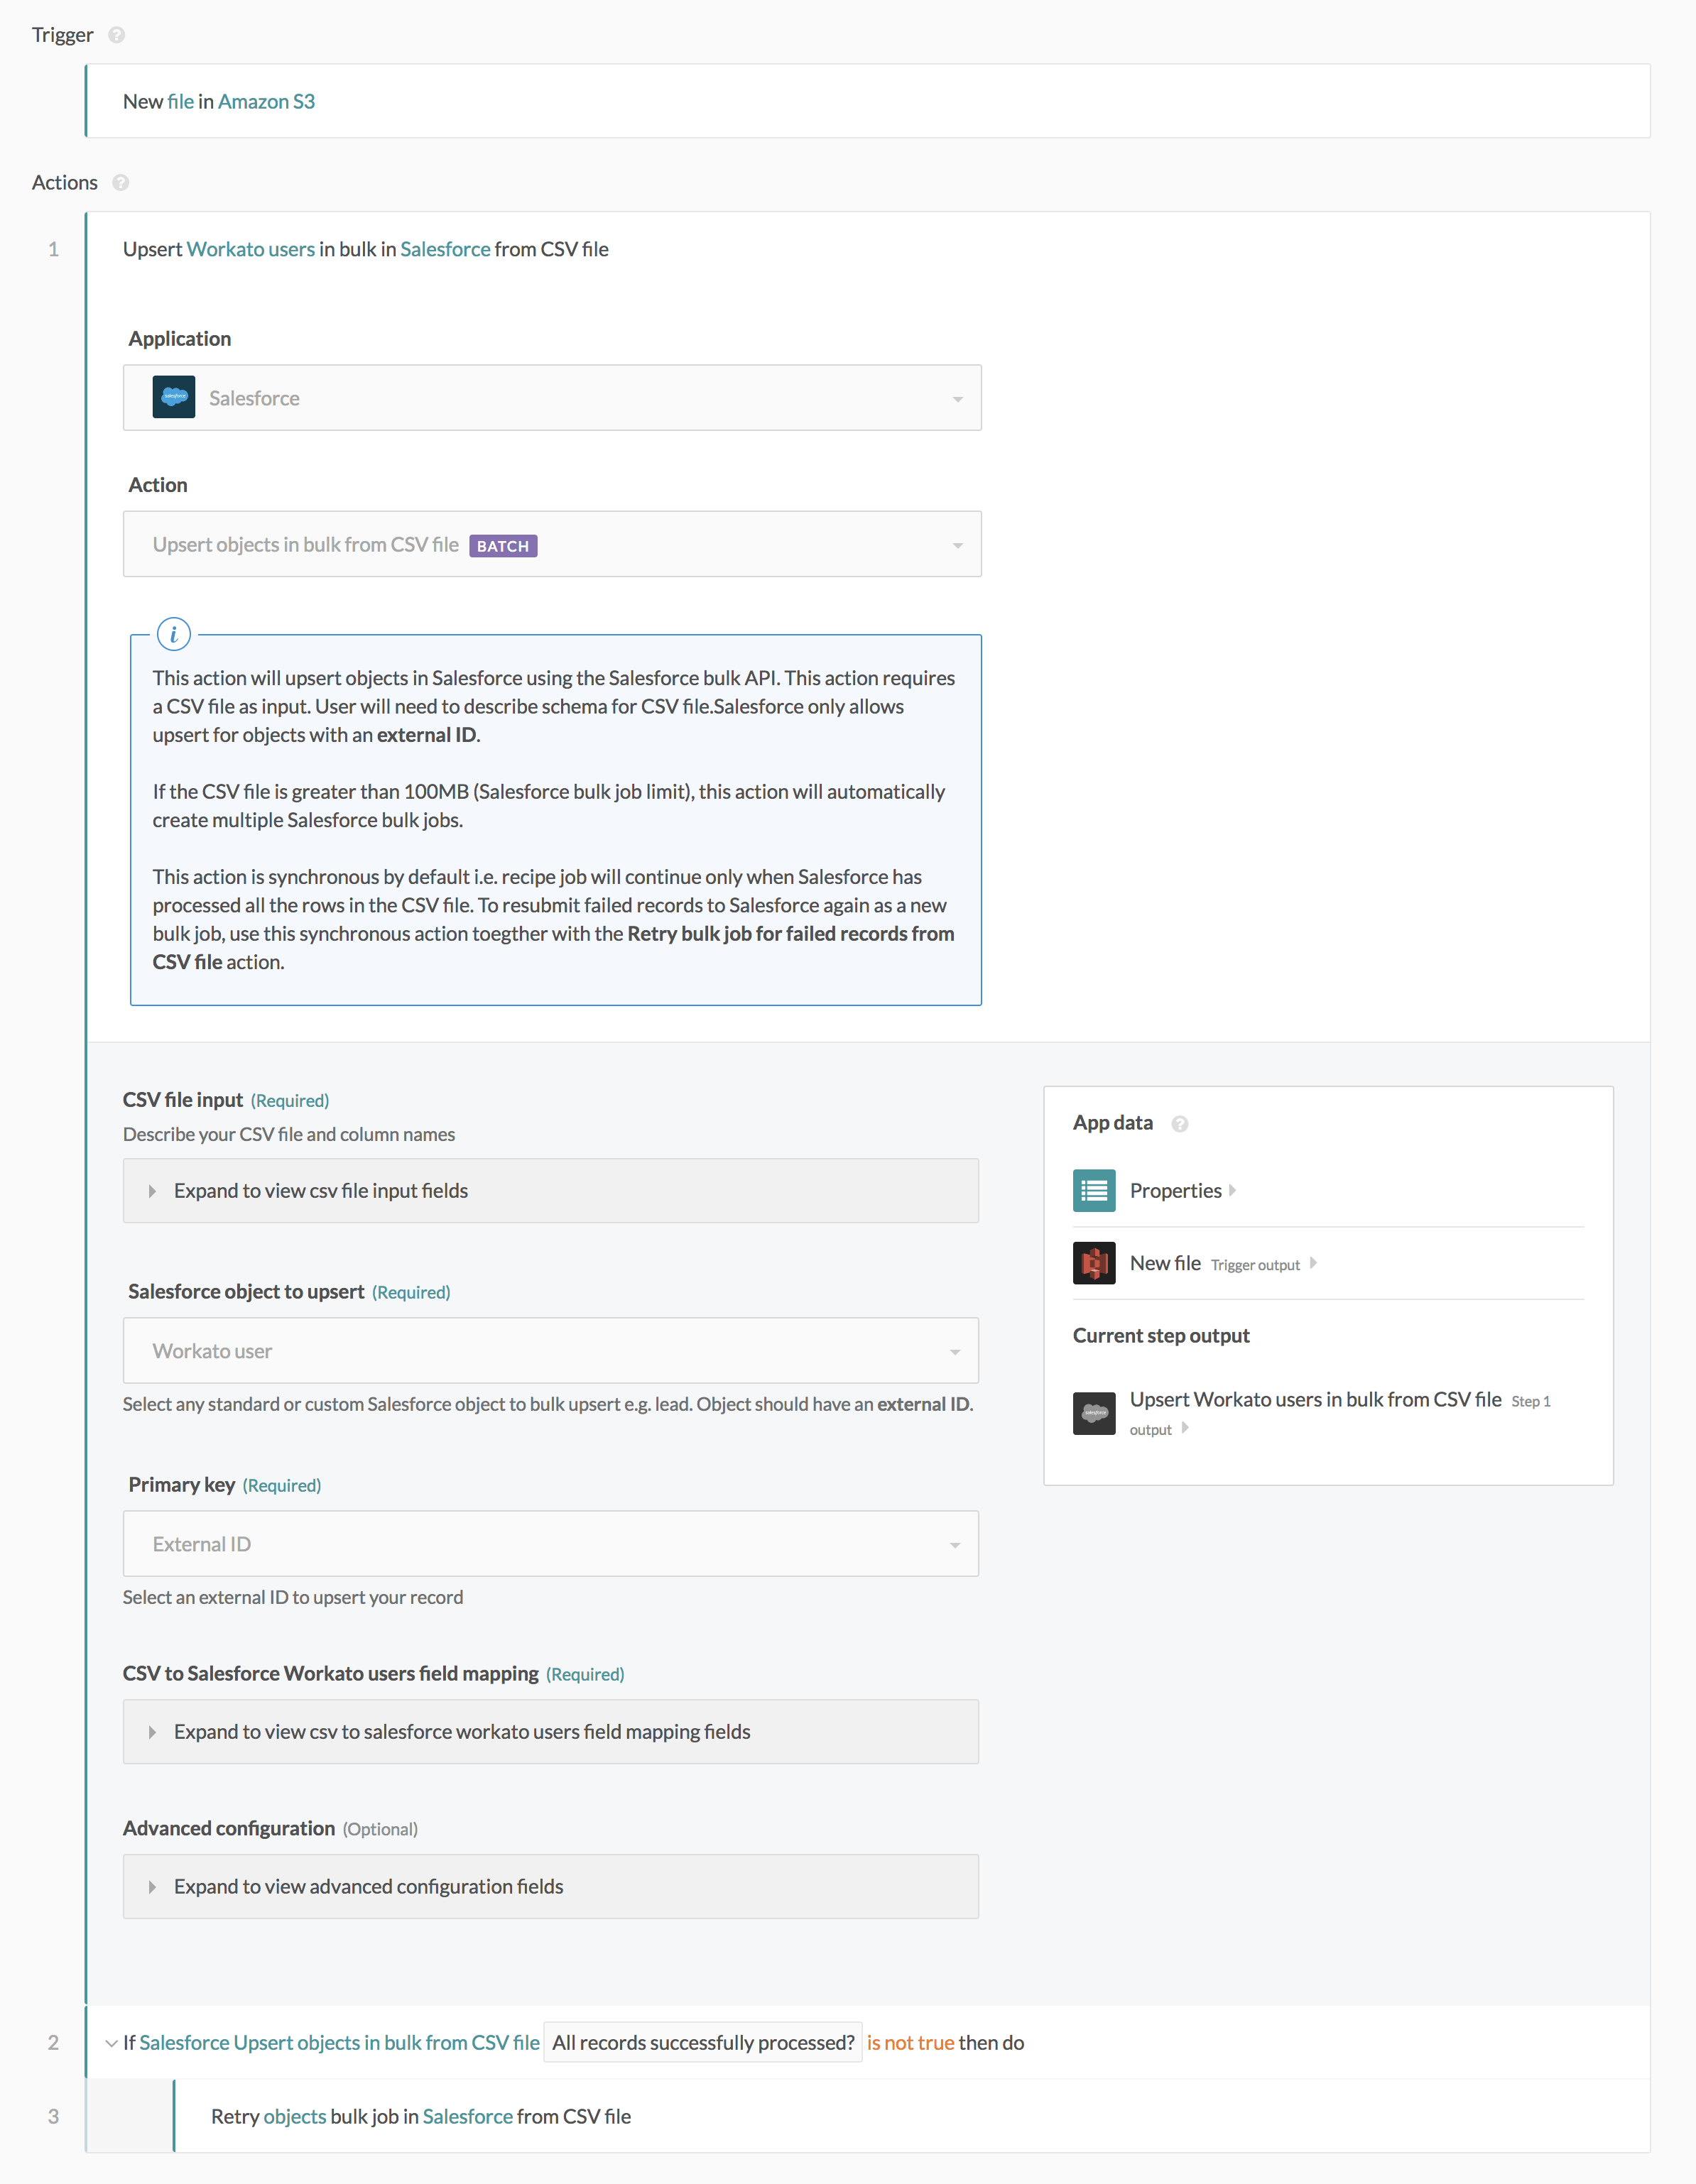 Trigger ?
New file in Amazon S3
Actions ?
1
Upsert Workato users in bulk in Salesforce from CSV file
Application
salesforce
Salesforce
Action
Upsert objects in bulk from CSV file BATCH
i
This action will upsert objects in Salesforce using the Salesforce bulk API. This action requires
a CSV file as input. User will need to describe schema for CSV file.Salesforce only allows
upsert for objects with an external ID.
If the CSV file is greater than 100MB (Salesforce bulk job limit), this action will automatically
create multiple Salesforce bulk jobs.
This action is synchronous by default i.e. recipe job will continue only when Salesforce has
processed all the rows in the CSV file. To resubmit failed records to Salesforce again as a new
bulk job, use this synchronous action toegther with the Retry bulk job for failed records from
CSV file action.
CSV file input (Required)
Describe your CSV file and column names
Expand to view csv file input fields
Salesforce object to upsert (Required)
Workato user
Select any standard or custom Salesforce object to bulk upsert e.g. lead. Object should have an external ID.
Primary key (Required)
External ID
Select an external ID to upsert your record
CSV to Salesforce Workato users field mapping (Required)
Expand to view csv to salesforce workato users field mapping fields
Advanced configuration (Optional)
Expand to view advanced configuration fields
App data ?
Properties
New file Trigger output
Current step output
salesforce
Upsert Workato users in bulk from CSV file Step 1
output
2
If Salesforce Upsert objects in bulk from CSV file All records successfully processed? is not true then do
3
Retry objects bulk job in Salesforce from CSV file